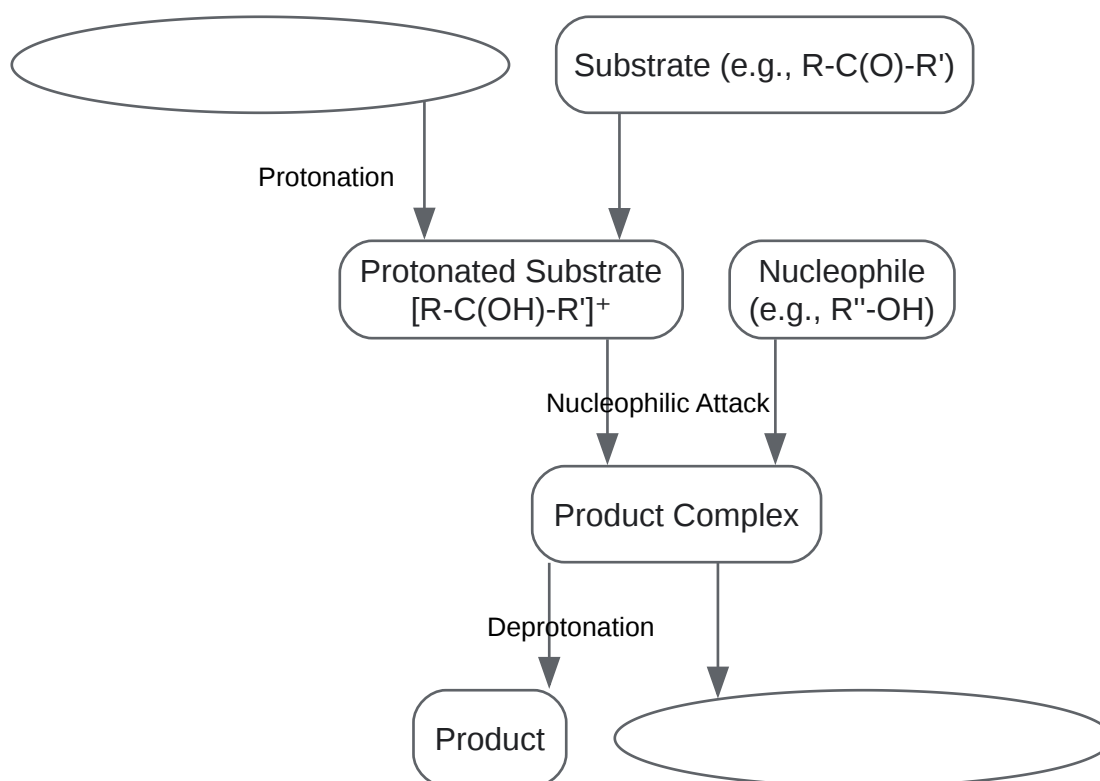 Substrate (e.g., R-C(O)-R')
Protonation
Protonated Substrate
[R-C(OH)-R']⁺
Nucleophile
(e.g., R''-OH)
Nucleophilic Attack
Product Complex
Deprotonation
Product